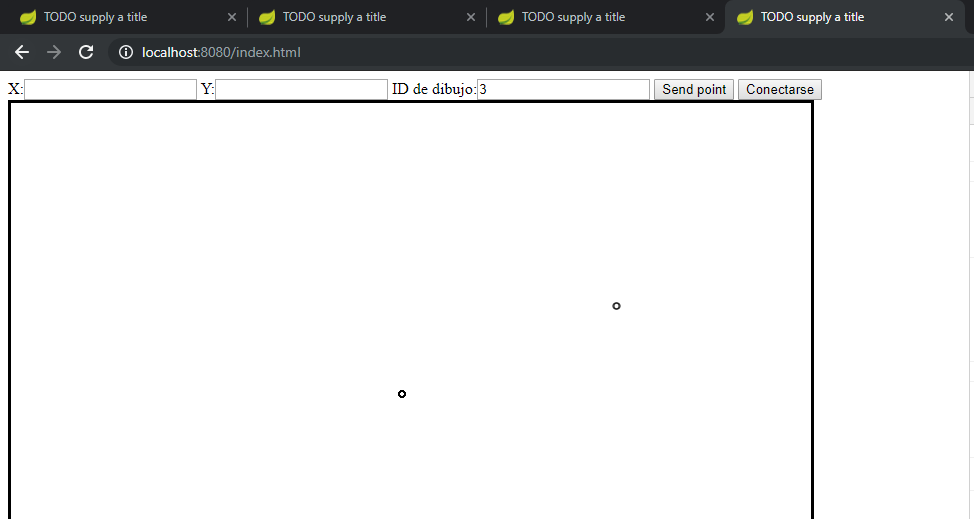 TODO supply a title TODO supply a title TODO supply a title TODO supply a title
localhost:8080/index.html
X: Y: ID de dibujo:3 Send point Conectarse